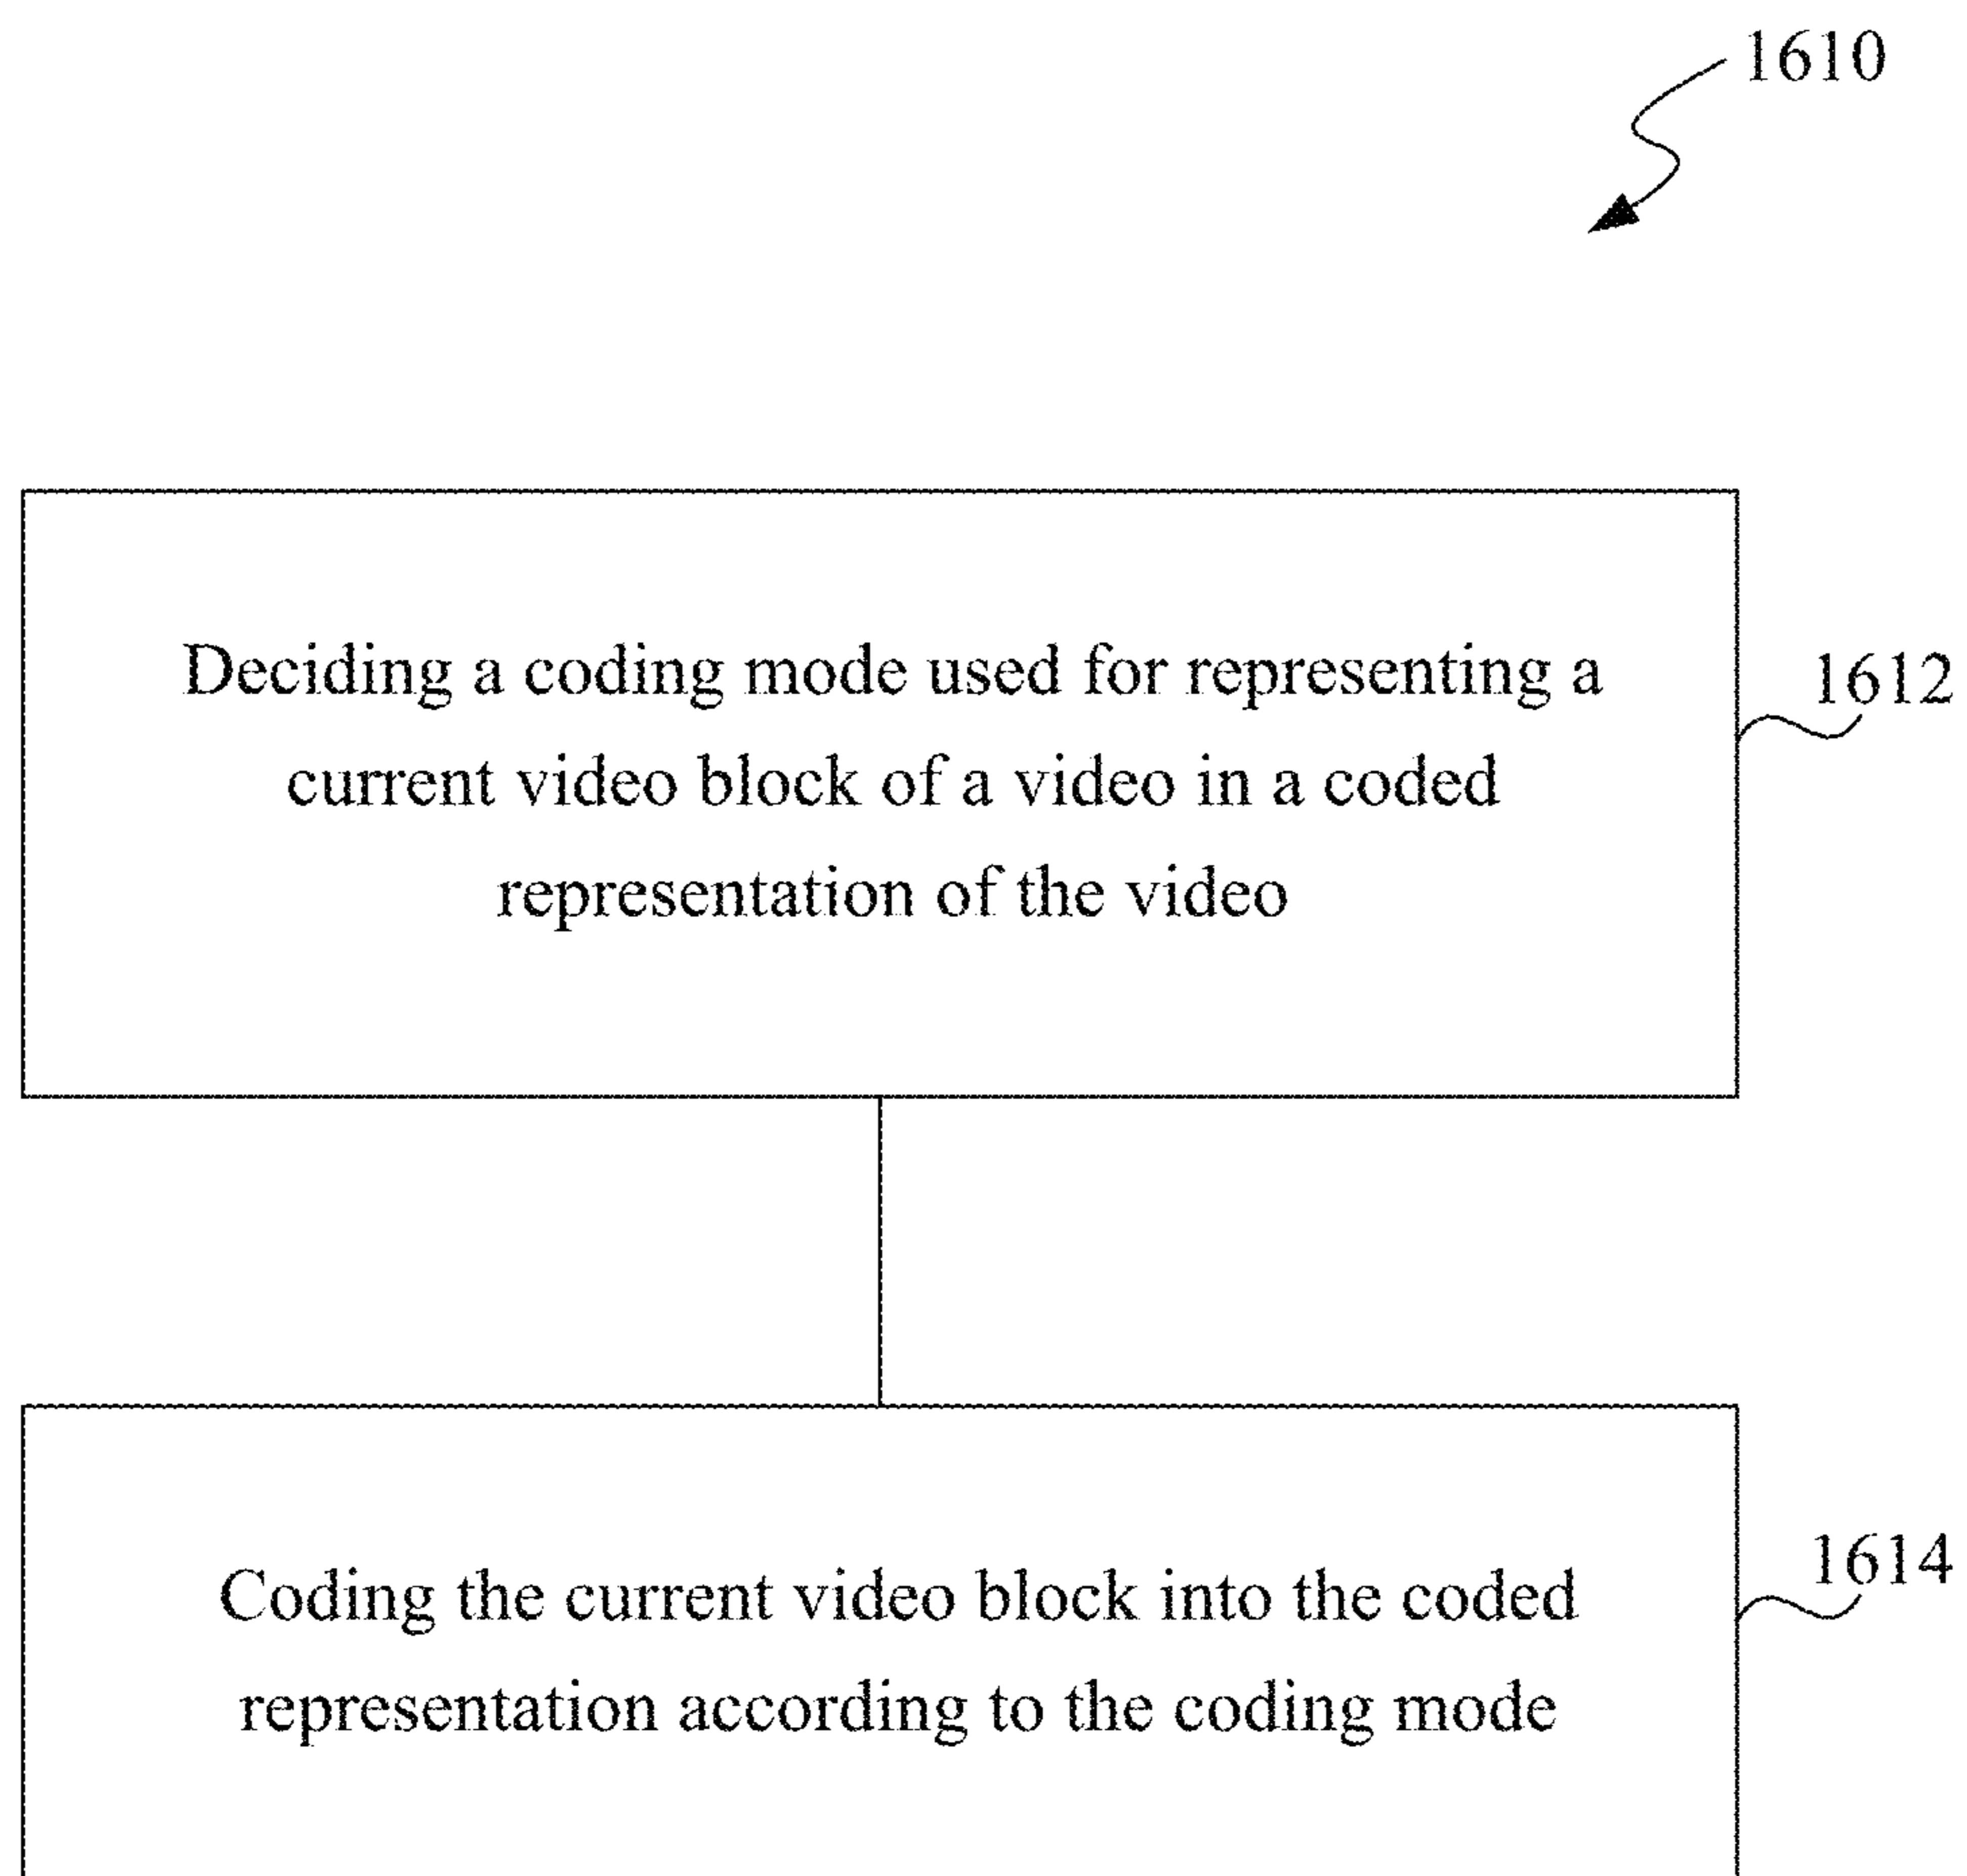 1610
Deciding a coding mode used for representing a
current video block of a video in a coded
representation of the video
1612
Coding the current video block into the coded
representation according to the coding mode
1614